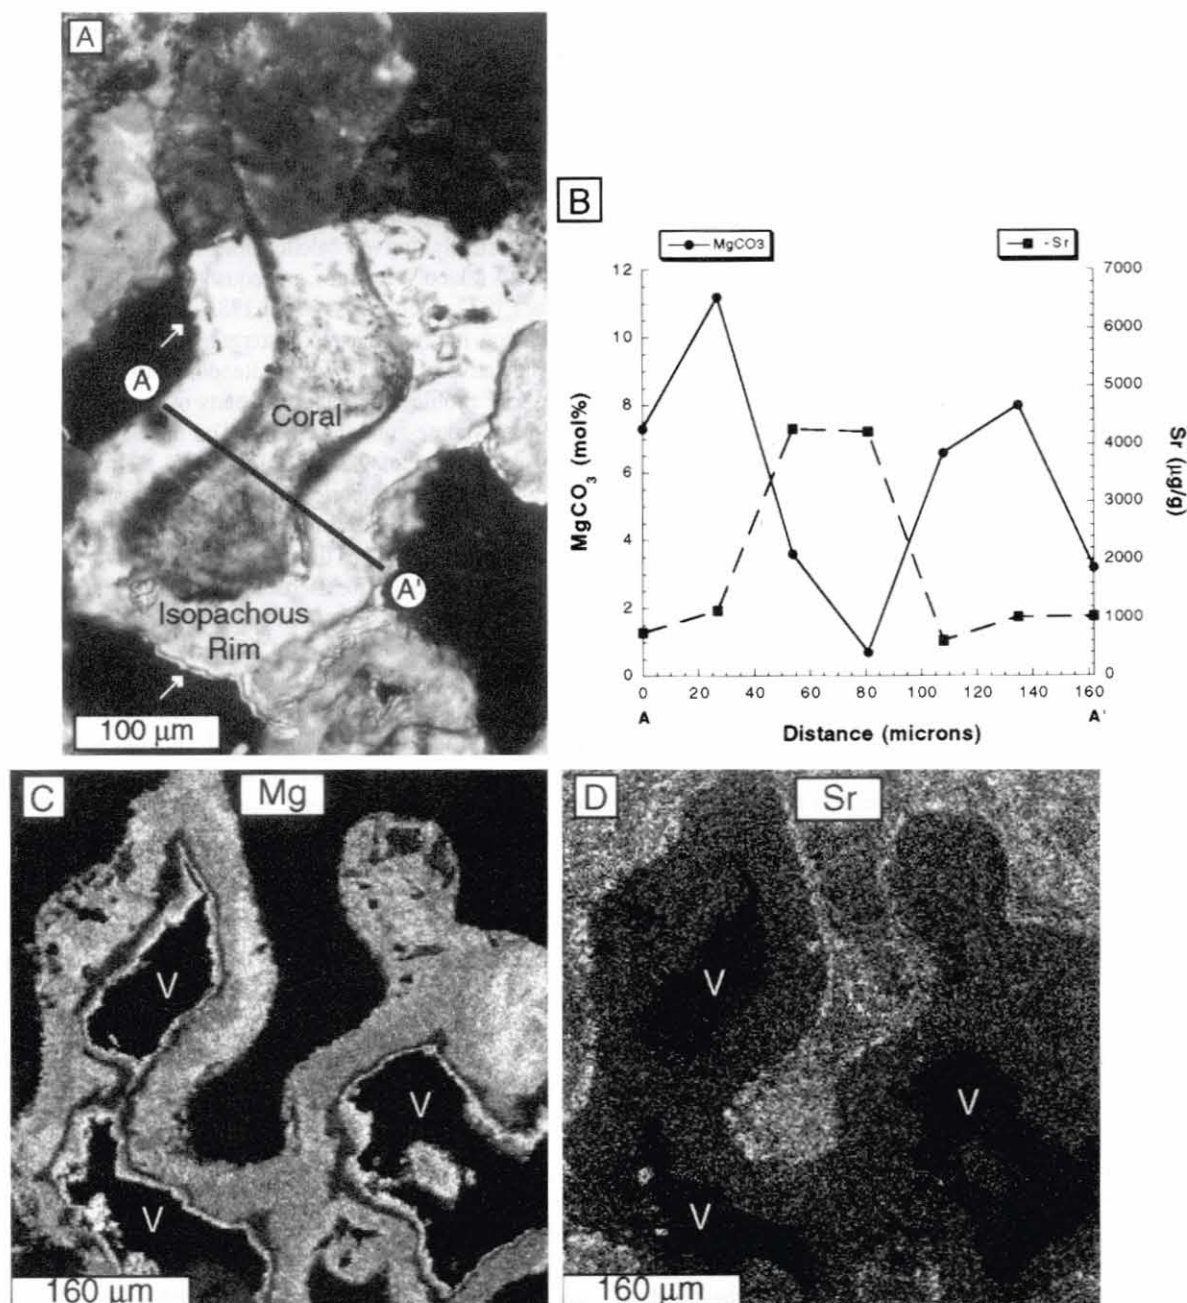 A
A
Coral
A'
Isopachous
Rim
100 μm
B
MgCO3
-Sr
12
10
8
6
4
2
0
MgCO3 (mol%)
7000
6000
5000
4000
3000
2000
1000
0
Sr (μg/g)
0 20 40 60 80 100 120 140 160
A A'
Distance (microns)
C
Mg
V
V
V
160 μm
D
Sr
V
V
V
160 μm